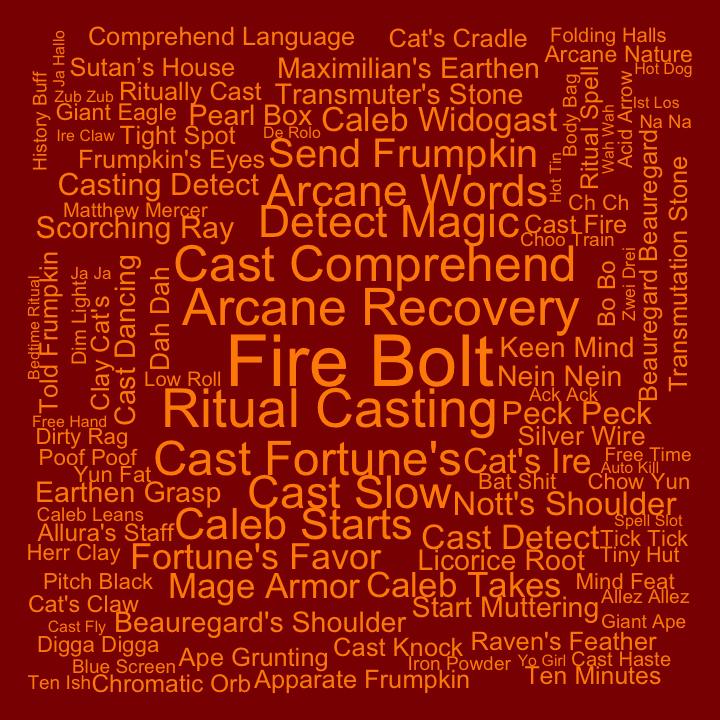 Comprehend Language
Cat's Cradle
Folding Halls
Ja Hallo
Arcane Nature
Sutan’s House
Maximilian's Earthen
Hot Dog
History Buff
Zub Zub
Ritually Cast
Transmuter's Stone
Body Bag
Ritual Spell
Acid Arrow
Ist Los
Giant Eagle
Pearl Box
Caleb Widogast
Wah Wah
Na Na
Ire Claw
Tight Spot
De Rolo
Frumpkin's Eyes
Send Frumpkin
Hot Tin
Casting Detect
Arcane Words
Ch Ch
Beauregard Beauregard
Transmutation Stone
Matthew Mercer
Scorching Ray
Detect Magic
Cast Fire
Choo Train
Cast Comprehend
Bedtime Ritual
Told Frumpkin
Dim Light
Ja Ja
Clay Cat's
Cast Dancing
Dah Dah
Bo Bo
Zwei Drei
Arcane Recovery
Fire Bolt
Keen Mind
Low Roll
Nein Nein
Ack Ack
Ritual Casting
Peck Peck
Free Hand
Dirty Rag
Silver Wire
Poof Poof
Cast Fortune's
Cat's Ire
Free Time
Auto Kill
Yun Fat
Bat Shit
Chow Yun
Earthen Grasp
Cast Slow
Nott's Shoulder
Caleb Leans
Spell Slot
Allura's Staff
Caleb Starts
Cast Detect
Tick Tick
Herr Clay
Fortune's Favor
Licorice Root
Tiny Hut
Pitch Black
Mage Armor
Caleb Takes
Mind Feat
Cat's Claw
Start Muttering
Allez Allez
Cast Fly
Beauregard's Shoulder
Giant Ape
Digga Digga
Cast Knock
Raven's Feather
Blue Screen
Ape Grunting
Iron Powder
Yo Girl
Cast Haste
Ten Ish
Chromatic Orb
Apparate Frumpkin
Ten Minutes